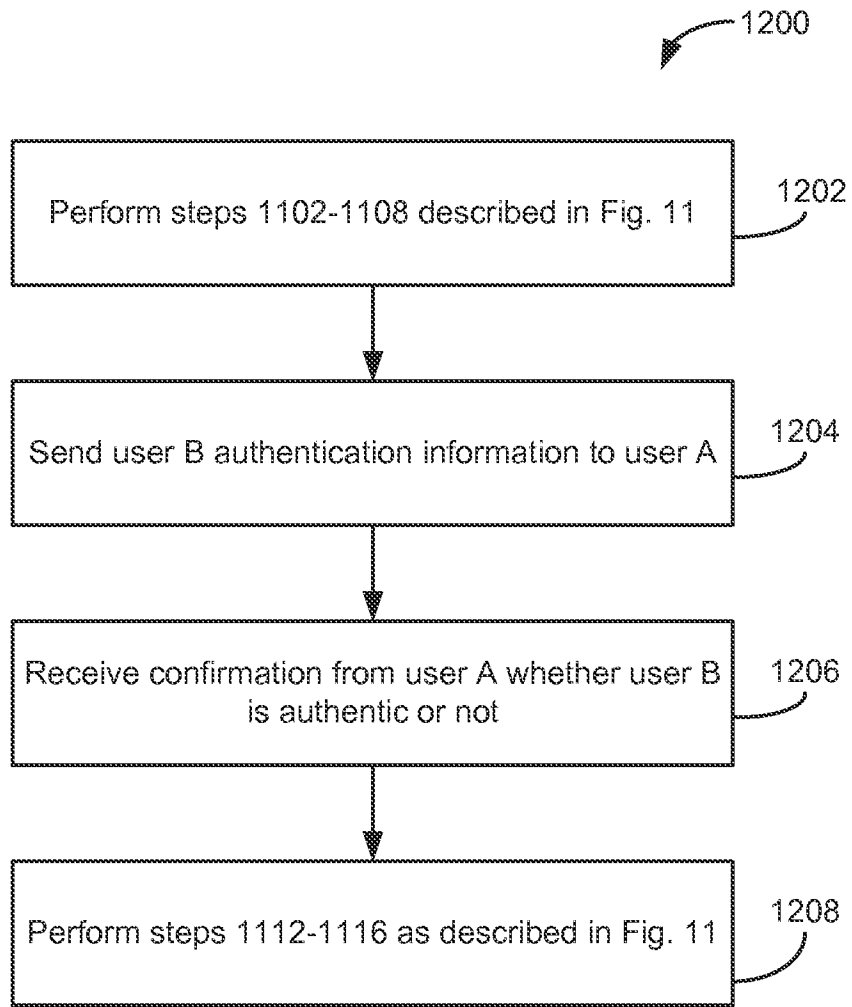 1200
Perform steps 1102-1108 described in Fig. 11
1202
Send user B authentication information to user A
1204
Receive confirmation from user A whether user B
is authentic or not
1206
Perform steps 1112-1116 as described in Fig. 11
1208